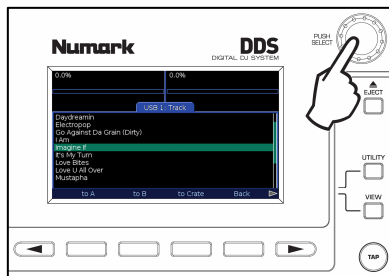 Numark
DDS
DIGITAL DJ SYSTEM
PUSH
SELECT
0.0%
0.0%
USB 1: Track
Daydreamin
Electropop
Go Against Da Grain (Dirty)
I Am
Imagine If
It's My Turn
Love Bites
Love U All Over
Mustapha
to A
to B
to Crate
Back
EJECT
UTILITY
VIEW
TAP